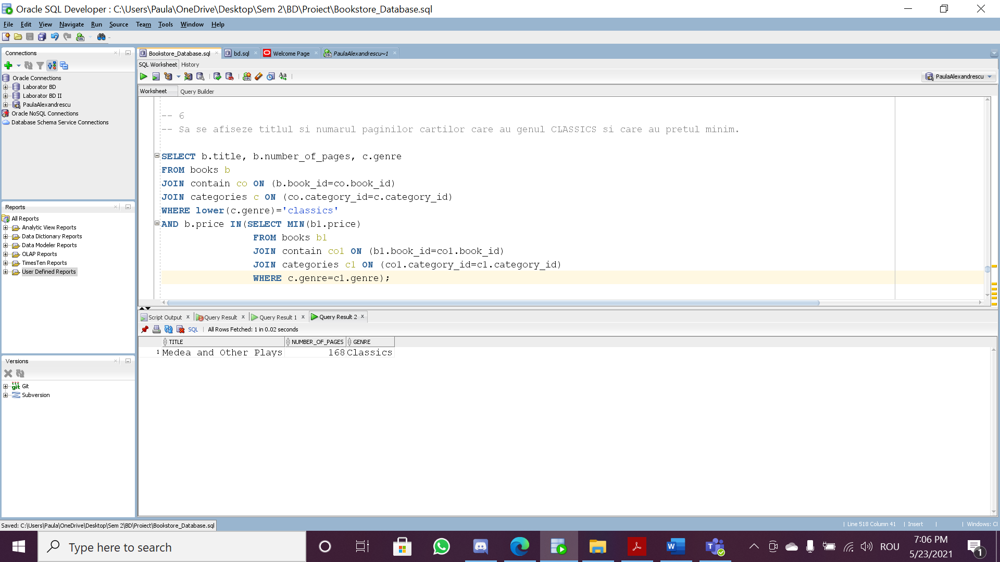 Oracle SQL Developer : C:\Users\Paula\OneDrive\Desktop\Sem 2\BD\Proiect\Bookstore_Database.sql
File Edit View Navigate Run Source Team Tools Window Help
Connections
Oracle Connections
Laborator BD
Laborator BD II
PaulaAlexandrescu
Oracle NoSQL Connections
Database Schema Service Connections
Reports
All Reports
Analytic View Reports
Data Dictionary Reports
Data Modeler Reports
OLAP Reports
TimesTen Reports
User Defined Reports
Versions
Git
Subversion
Bookstore_Database.sql bd.sql Welcome Page PaulaAlexandrescu~1
SQL Worksheet History
PaulaAlexandrescu
Worksheet Query Builder
-- 6
-- Sa se afiseze titlul si numarul paginilor cartilor care au genul CLASSICS si care au pretul minim.
SELECT b.title, b.number_of_pages, c.genre
FROM books b
JOIN contain co ON (b.book_id=co.book_id)
JOIN categories c ON (co.category_id=c.category_id)
WHERE lower(c.genre)='classics'
AND b.price IN(SELECT MIN(b1.price)
FROM books b1
JOIN contain co1 ON (b1.book_id=co1.book_id)
JOIN categories c1 ON (co1.category_id=c1.category_id)
WHERE c.genre=c1.genre);
Script Output Query Result Query Result 1 Query Result 2
SQL | All Rows Fetched: 1 in 0.02 seconds
TITLE NUMBER_OF_PAGES GENRE
1 Medea and Other Plays 168 Classics
Saved: C:\Users\Paula\OneDrive\Desktop\Sem 2\BD\Proiect\Bookstore_Database.sql
| Line 518 Column 41 | Insert | | Windows: Cl
Type here to search
ROU
7:06 PM
5/23/2021
1